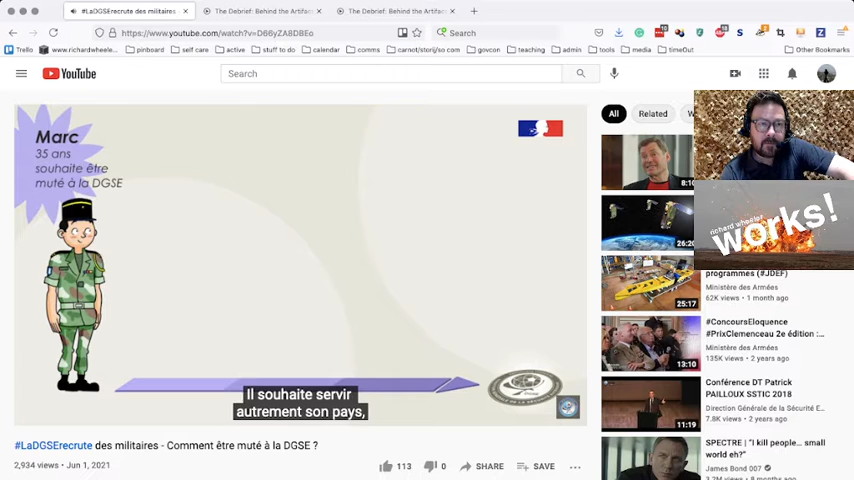 #LaDGSErecrute des militaires -
The Debrief: Behind the Artifac
The Debrief: Behind the Artifac
https://www.youtube.com/watch?v=D66yZA8DBEo
Search
Trello
www.richardwheele
pinboard
self care
active
stuff to do
calendar
comms
carnot/storij/so com
govcon
teaching
admin
tools
media
timeOut
Other Bookmarks
YouTube
Search
All
Related
Marc
35 ans
souhaite être
muté à la DGSE
8:10
richard wheeler
works!
26:20
programmes (#JDEF)
Ministère des Armées
62K views • 1 month ago
25:17
#ConcoursEloquence
#PrixClemenceau 2e édition :...
Ministère des Armées
135K views • 2 years ago
13:10
Il souhaite servir
autrement son pays,
Conférence DT Patrick
PAILLOUX SSTIC 2018
Direction Générale de la Sécurité E...
7.8K views • 2 years ago
11:19
#LaDGSErecrute des militaires - Comment être muté à la DGSE ?
2,934 views • Jun 1, 2021
113
0
SHARE
SAVE
SPECTRE | "I kill people... small
world eh?"
James Bond 007